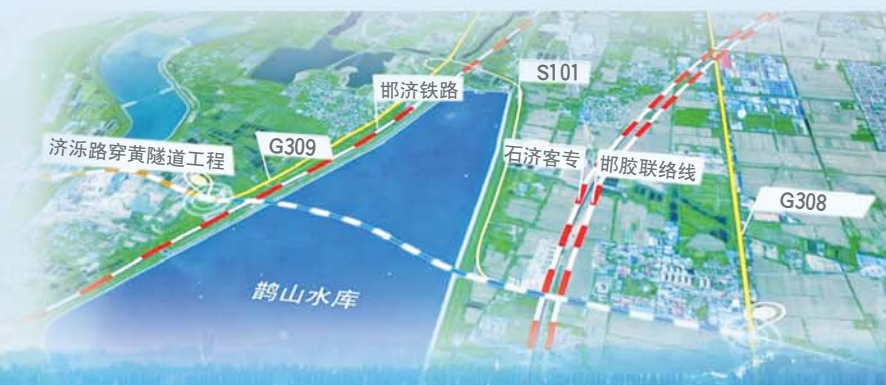 S101
邯济铁路
济泺路穿黄隧道工程
G309
石济客专
邯胶联络线
G308
鹊山水库